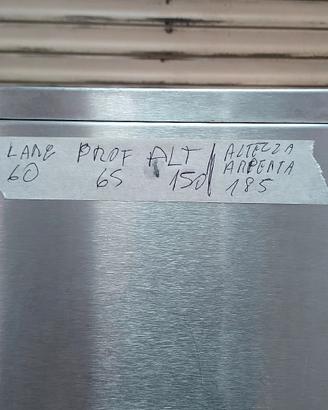 LARG PROF ALT ALTEZZA
60 65 150 APERTA
185